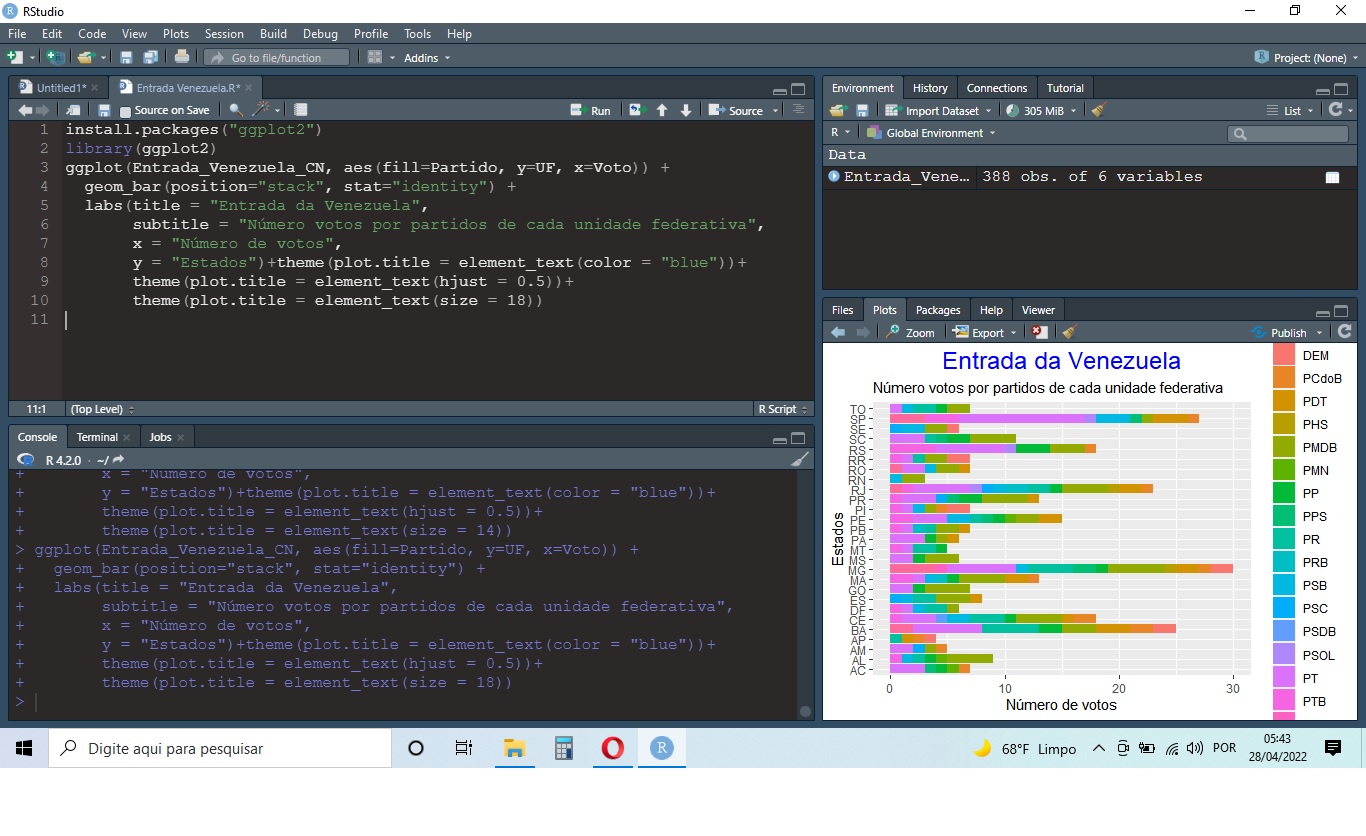 RStudio
File Edit Code View Plots Session Build Debug Profile Tools Help
Go to file/function Addins Project: (None)
Untitled1* Entrada Venezuela.R*
Source on Save Run Source
1 install.packages("ggplot2")
2 library(ggplot2)
3 ggplot(Entrada_Venezuela_CN, aes(fill=Partido, y=UF, x=Voto)) +
4 geom_bar(position="stack", stat="identity") +
5 labs(title = "Entrada da Venezuela",
6 subtitle = "Número votos por partidos de cada unidade federativa",
7 x = "Número de votos",
8 y = "Estados")+theme(plot.title = element_text(color = "blue"))+
9 theme(plot.title = element_text(hjust = 0.5))+
10 theme(plot.title = element_text(size = 18))
11
11:1 (Top Level) R Script
Console Terminal Jobs
R 4.2.0 · ~/
+ x = "Número de votos",
+ y = "Estados")+theme(plot.title = element_text(color = "blue"))+
+ theme(plot.title = element_text(hjust = 0.5))+
+ theme(plot.title = element_text(size = 14))
> ggplot(Entrada_Venezuela_CN, aes(fill=Partido, y=UF, x=Voto)) +
+ geom_bar(position="stack", stat="identity") +
+ labs(title = "Entrada da Venezuela",
+ subtitle = "Número votos por partidos de cada unidade federativa",
+ x = "Número de votos",
+ y = "Estados")+theme(plot.title = element_text(color = "blue"))+
+ theme(plot.title = element_text(hjust = 0.5))+
+ theme(plot.title = element_text(size = 18))
>
Environment History Connections Tutorial
Import Dataset 305 MiB List
R Global Environment
Data
Entrada_Vene… 388 obs. of 6 variables
Files Plots Packages Help Viewer
Zoom Export Publish
Entrada da Venezuela
Número votos por partidos de cada unidade federativa
Estados
TO
SP
SE
SC
RS
RR
RO
RN
RJ
PR
PI
PE
PB
PA
MT
MS
MG
MA
GO
ES
DF
CE
BA
AP
AM
AL
AC
0 10 20 30
Número de votos
DEM
PCdoB
PDT
PHS
PMDB
PMN
PP
PPS
PR
PRB
PSB
PSC
PSDB
PSOL
PT
PTB
Digite aqui para pesquisar
R
68°F Limpo
POR
05:43
28/04/2022